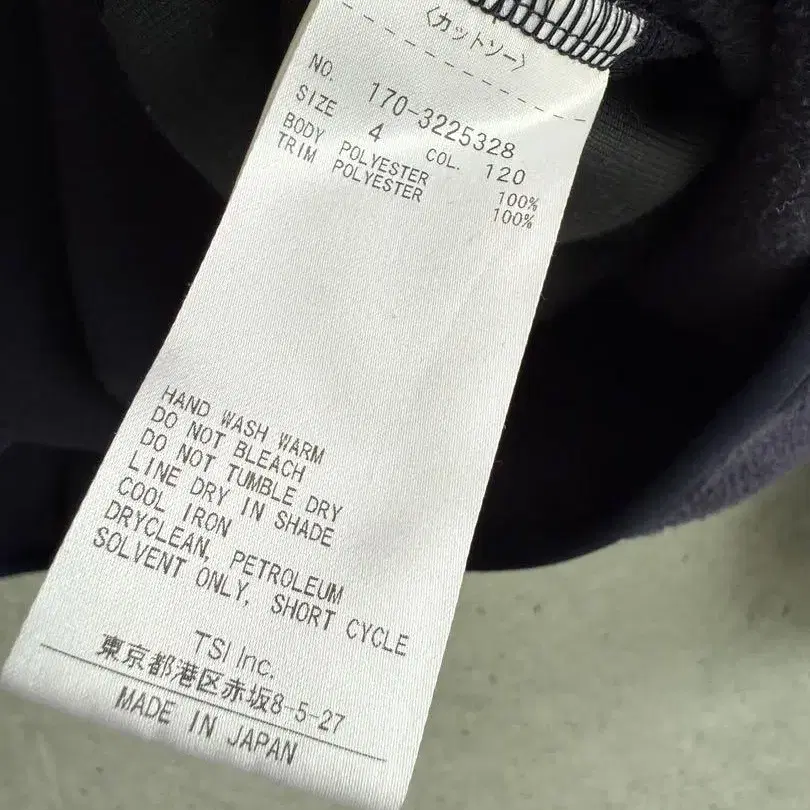 〈カットソー〉
NO. 170-3225328
SIZE 4 COL. 120
BODY POLYESTER 100%
TRIM POLYESTER 100%
HAND WASH WARM
DO NOT BLEACH
DO NOT TUMBLE DRY
LINE DRY IN SHADE
COOL IRON
DRYCLEAN, PETROLEUM
SOLVENT ONLY, SHORT CYCLE
TSI Inc.
東京都港区赤坂8-5-27
MADE IN JAPAN